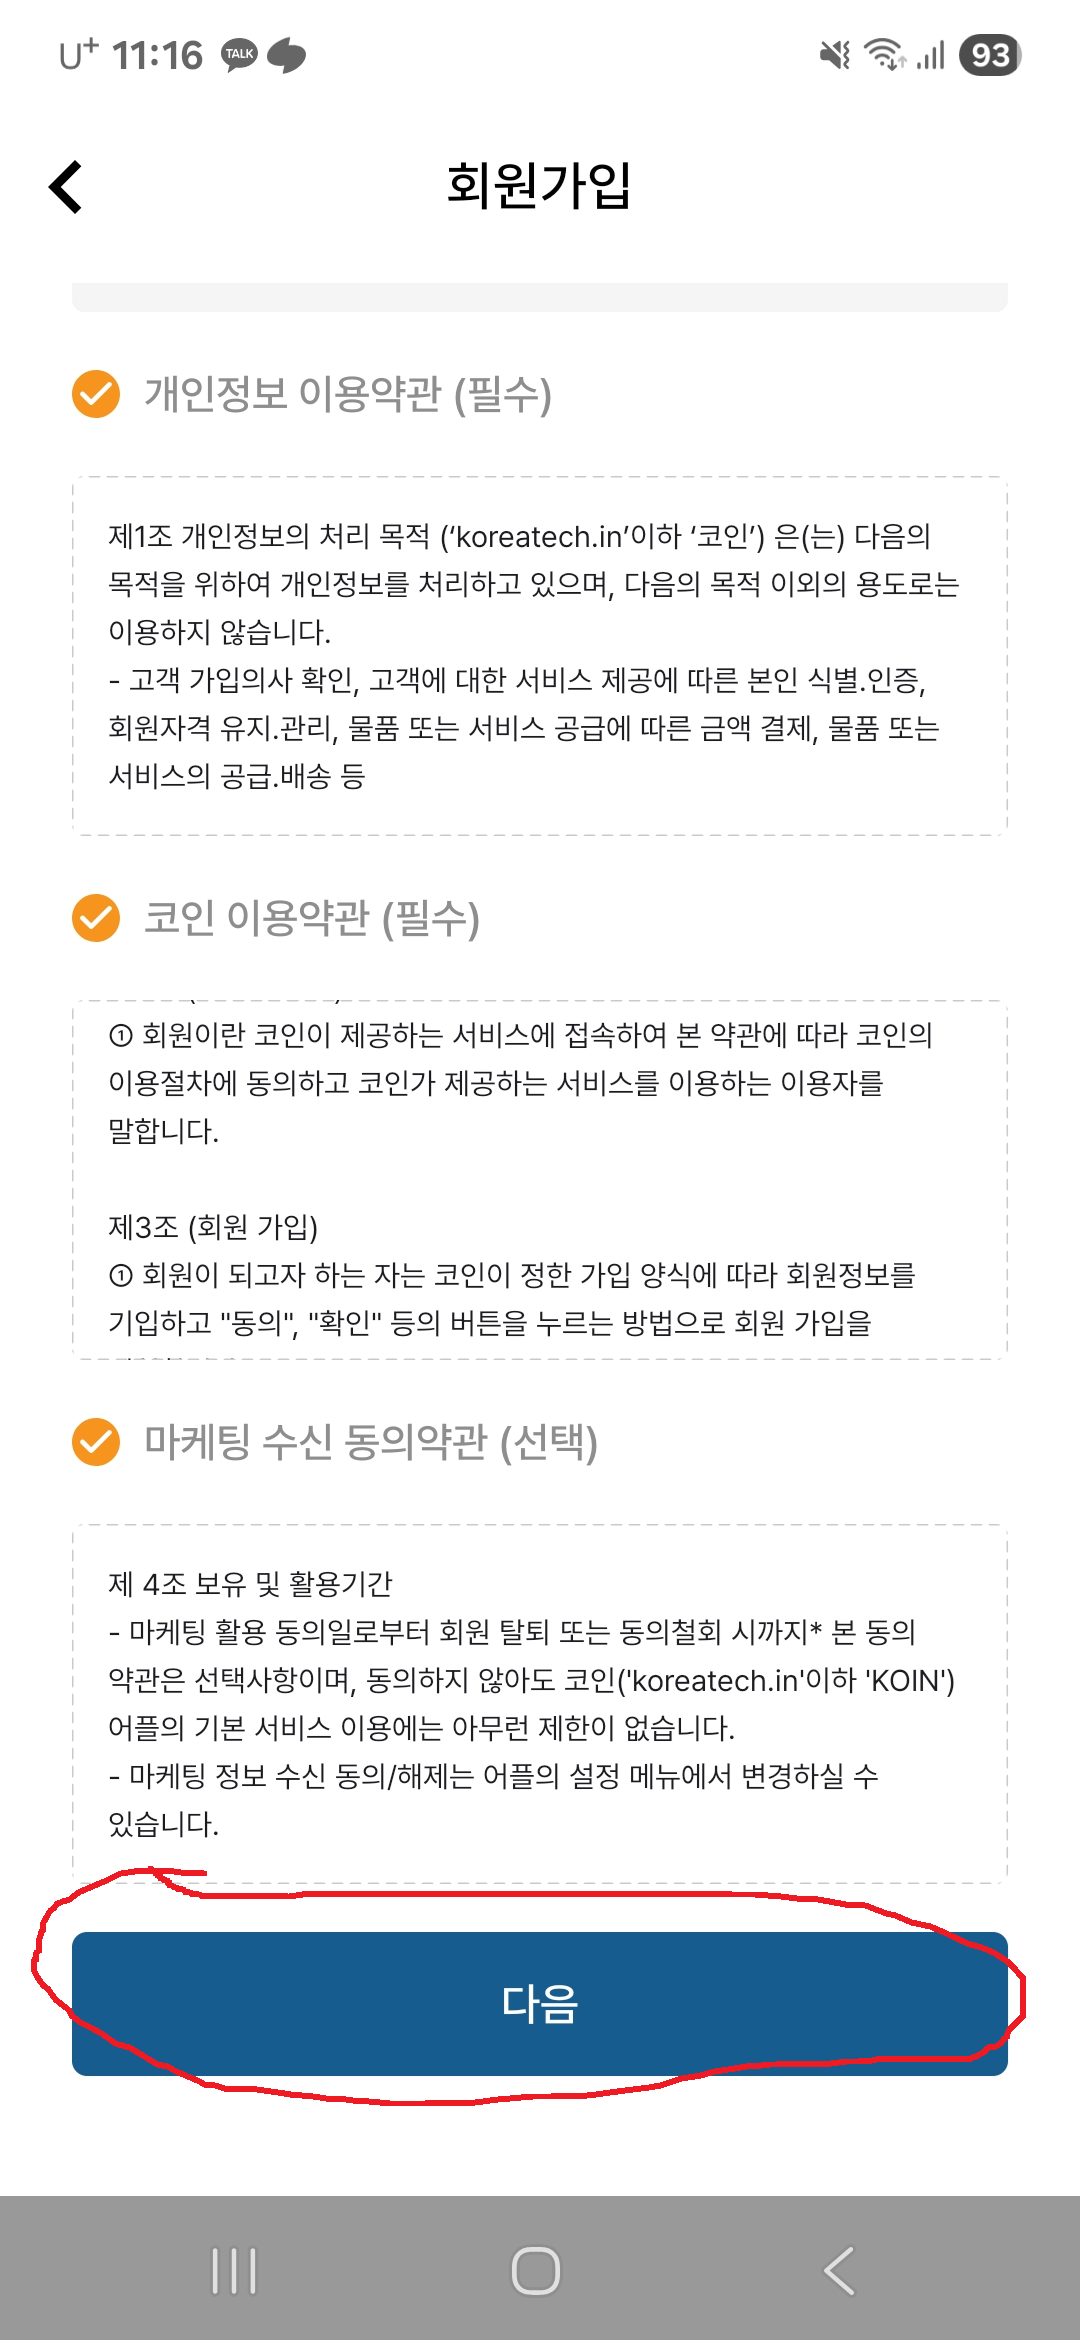 U+ 11:16 TALK 93
회원가입
개인정보 이용약관 (필수)
제1조 개인정보의 처리 목적 (‘koreatech.in’이하 ‘코인’) 은(는) 다음의
목적을 위하여 개인정보를 처리하고 있으며, 다음의 목적 이외의 용도로는
이용하지 않습니다.
- 고객 가입의사 확인, 고객에 대한 서비스 제공에 따른 본인 식별.인증,
회원자격 유지.관리, 물품 또는 서비스 공급에 따른 금액 결제, 물품 또는
서비스의 공급.배송 등
코인 이용약관 (필수)
① 회원이란 코인이 제공하는 서비스에 접속하여 본 약관에 따라 코인의
이용절차에 동의하고 코인가 제공하는 서비스를 이용하는 이용자를
말합니다.
제3조 (회원 가입)
① 회원이 되고자 하는 자는 코인이 정한 가입 양식에 따라 회원정보를
기입하고 "동의", "확인" 등의 버튼을 누르는 방법으로 회원 가입을
마케팅 수신 동의약관 (선택)
제 4조 보유 및 활용기간
- 마케팅 활용 동의일로부터 회원 탈퇴 또는 동의철회 시까지* 본 동의
약관은 선택사항이며, 동의하지 않아도 코인('koreatech.in'이하 'KOIN')
어플의 기본 서비스 이용에는 아무런 제한이 없습니다.
- 마케팅 정보 수신 동의/해제는 어플의 설정 메뉴에서 변경하실 수
있습니다.
다음